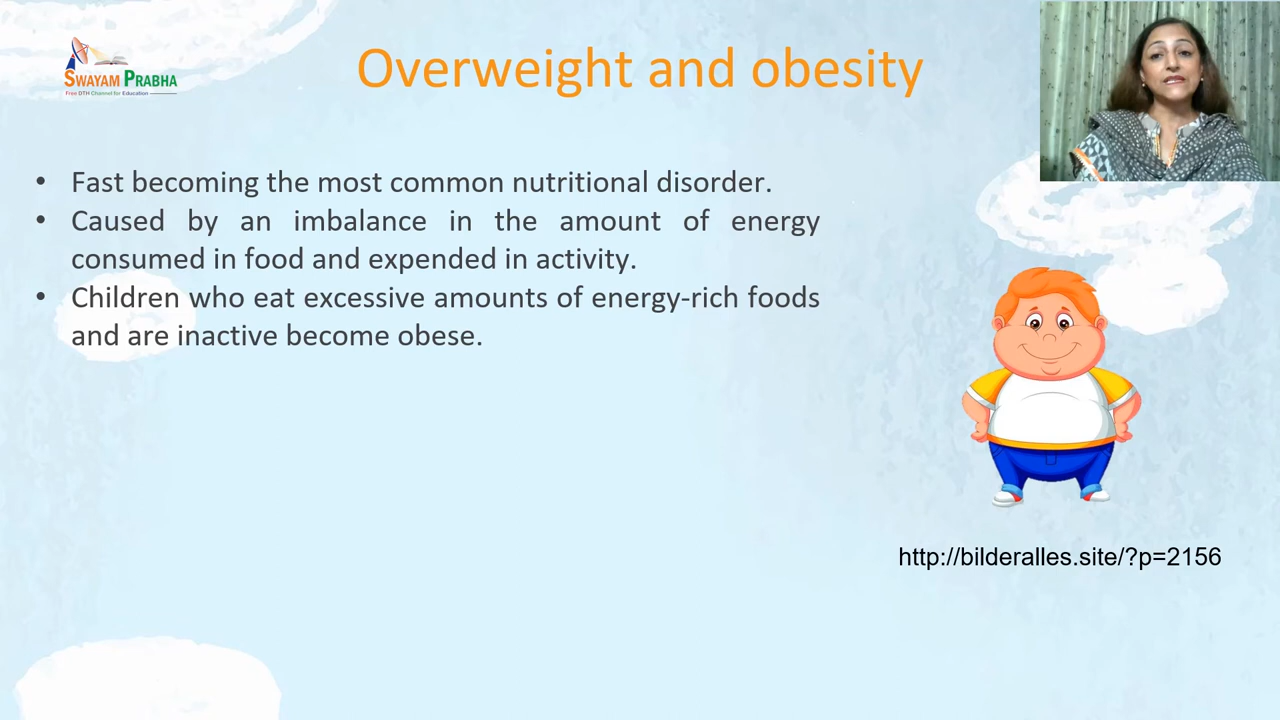 SWAYAM PRABHA
Free DTH Channel for Education
Overweight and obesity
• Fast becoming the most common nutritional disorder.
• Caused by an imbalance in the amount of energy
consumed in food and expended in activity.
• Children who eat excessive amounts of energy-rich foods
and are inactive become obese.
http://bilderalles.site/?p=2156